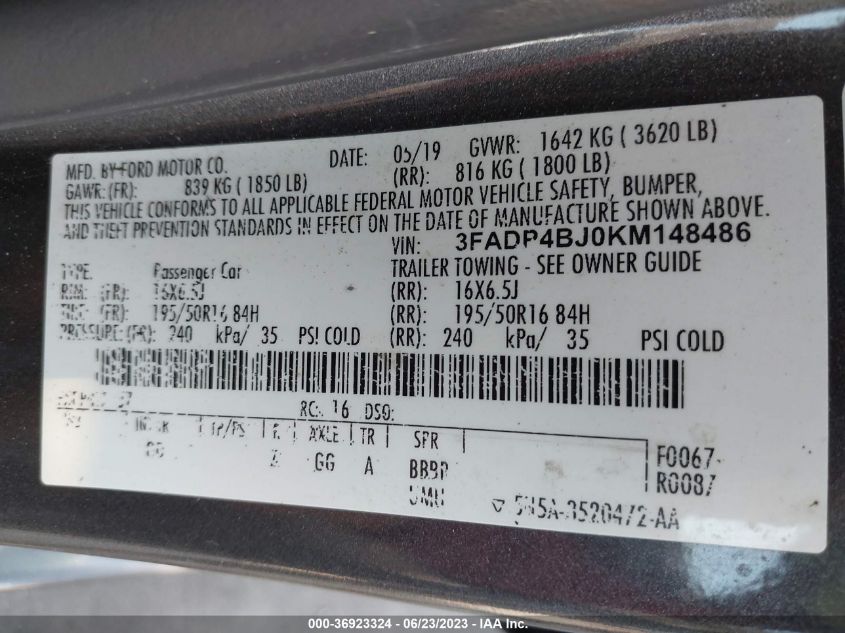 MFD. BY FORD MOTOR CO. DATE: 05/19 GVWR: 1642 KG ( 3620 LB)
GAWR: (FR): 839 KG ( 1850 LB) (RR): 816 KG ( 1800 LB)
THIS VEHICLE CONFORMS TO ALL APPLICABLE FEDERAL MOTOR VEHICLE SAFETY, BUMPER,
AND THEFT PREVENTION STANDARDS IN EFFECT ON THE DATE OF MANUFACTURE SHOWN ABOVE.
VIN: 3FADP4BJ0KM148486
TYPE: Passenger Car TRAILER TOWING - SEE OWNER GUIDE
RIM: (FR): 16X6.5J (RR): 16X6.5J
(FR): 195/50R16 84H (RR): 195/50R16 84H
PRESSURE: (FR): 240 kPa/ 35 PSI COLD (RR): 240 kPa/ 35 PSI COLD
RC: 16 DSO:
AXLE TR SPR
GG A BBBP F0067
UMU R0087
5U5A-3520472-AA
000-36923324 - 06/23/2023 - IAA Inc.